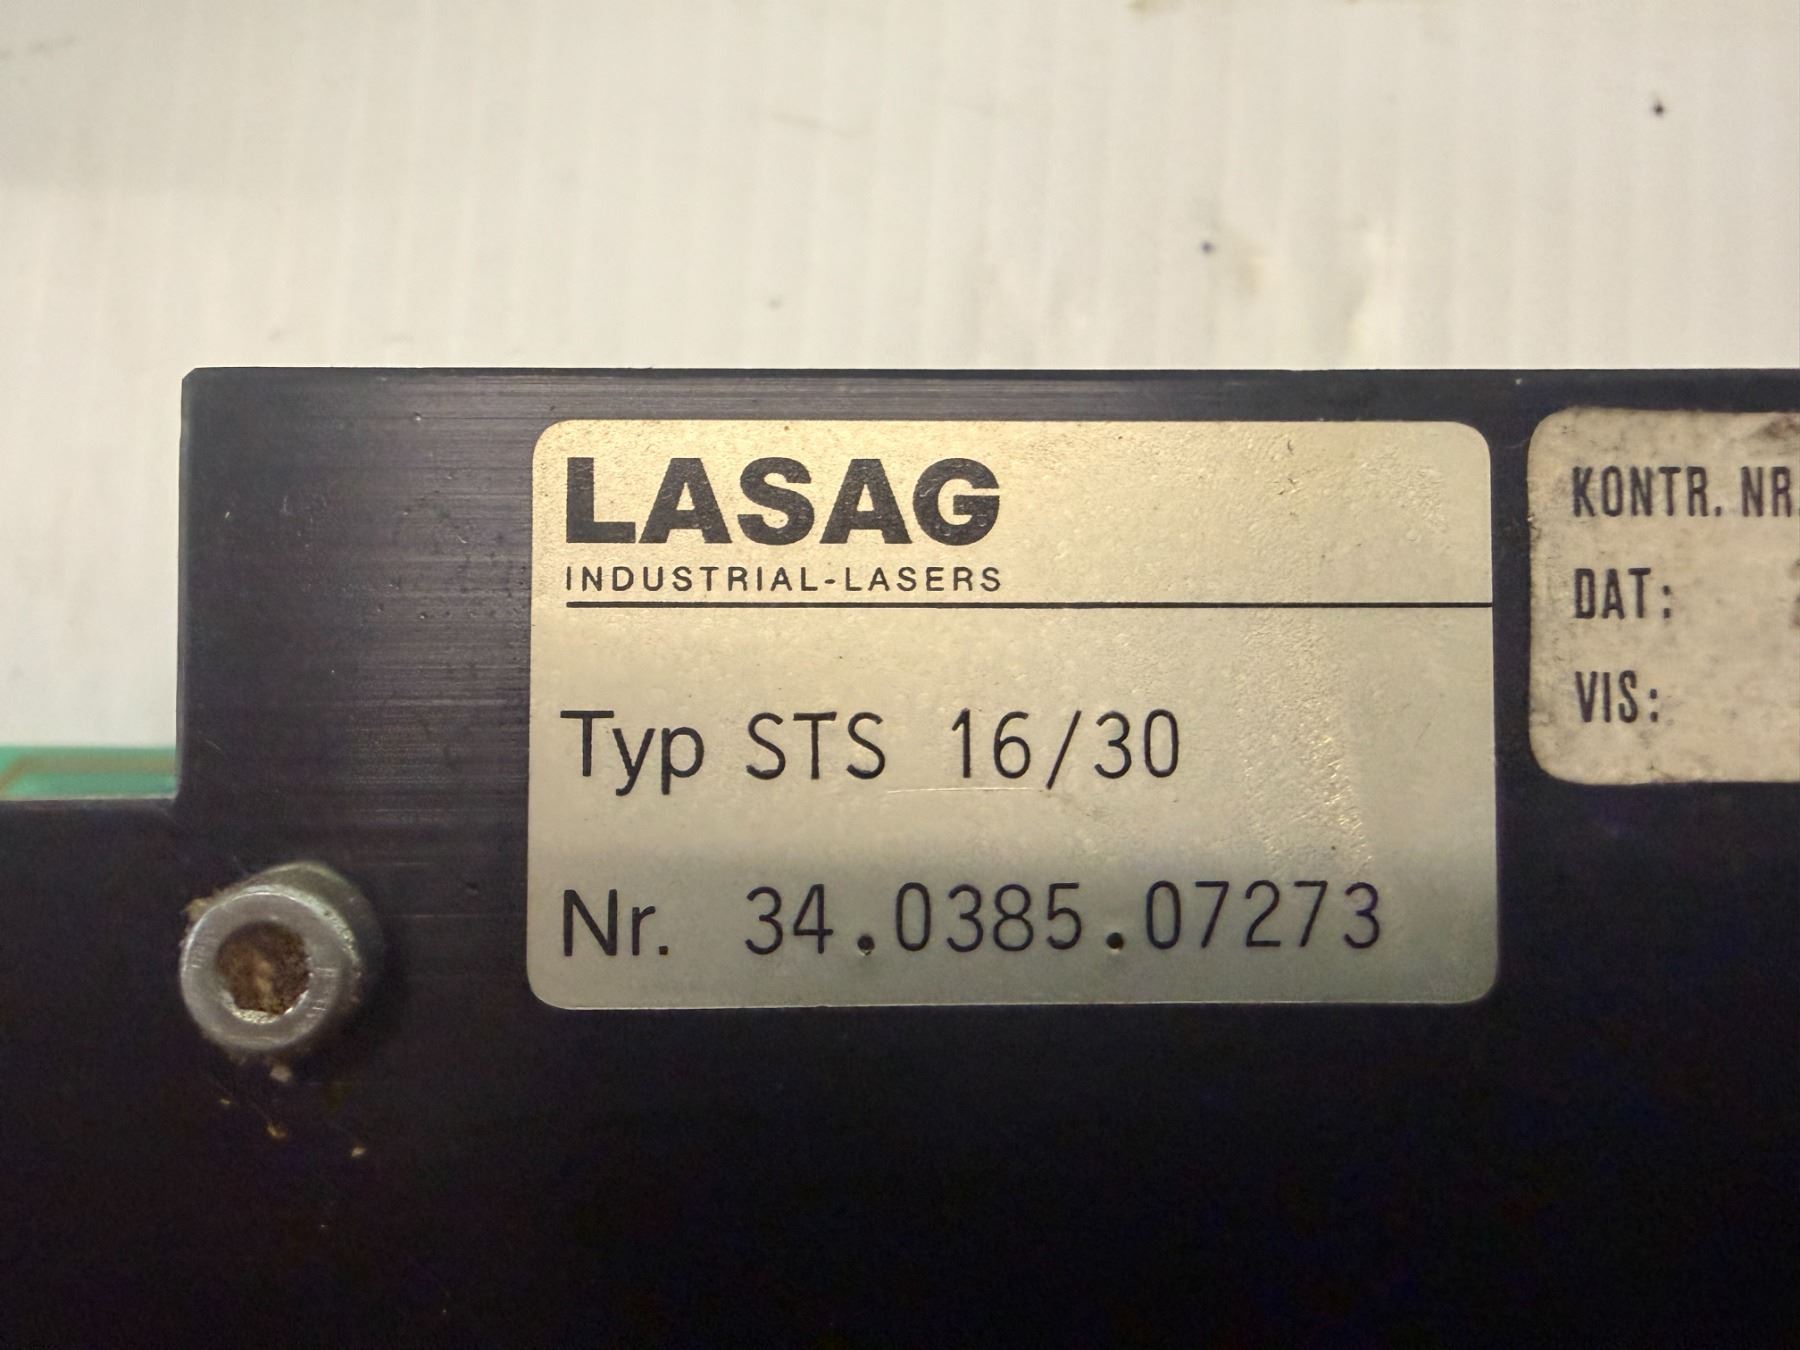 LASAG
INDUSTRIAL-LASERS
Typ STS 16/30
Nr. 34.0385.07273
KONTR. NR.
DAT:
VIS: